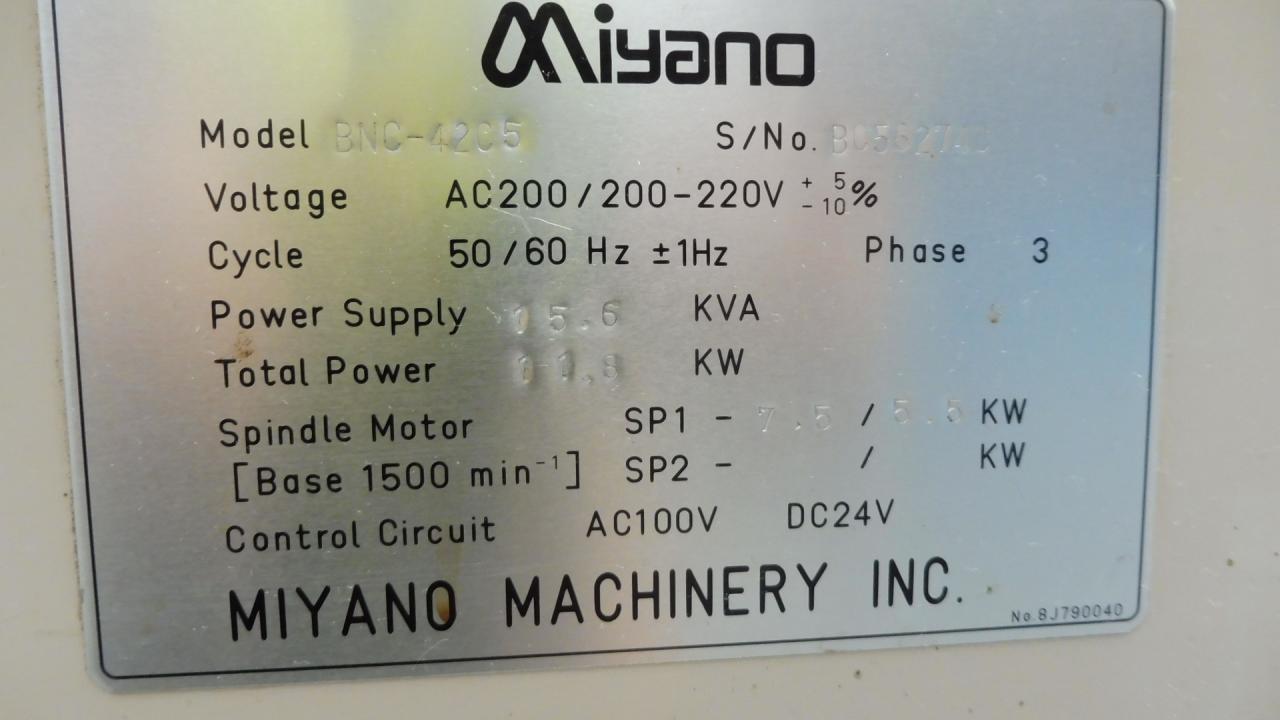 Miyano
Model BNC-42C5 S/No.
Voltage AC200/200-220V + 5 - 10 %
Cycle 50/60 Hz ±1Hz Phase 3
Power Supply 15.6 KVA
Total Power 11.8 KW
Spindle Motor SP1 - 7.5 / 5.5 KW
[Base 1500 min⁻¹] SP2 - / KW
Control Circuit AC100V DC24V
MIYANO MACHINERY INC.
No.8J790040